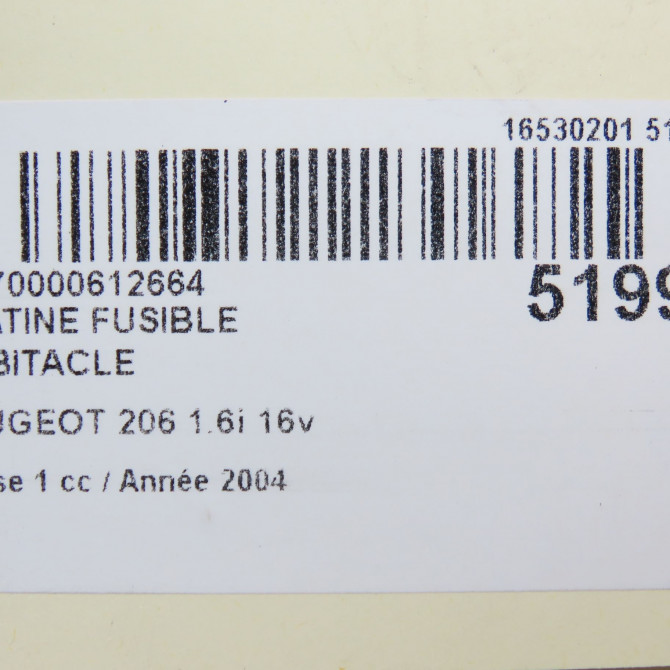 16530201 51
70000612664
5199
ATINE FUSIBLE
BITACLE
UGEOT 206 1.6i 16v
se 1 cc / Année 2004